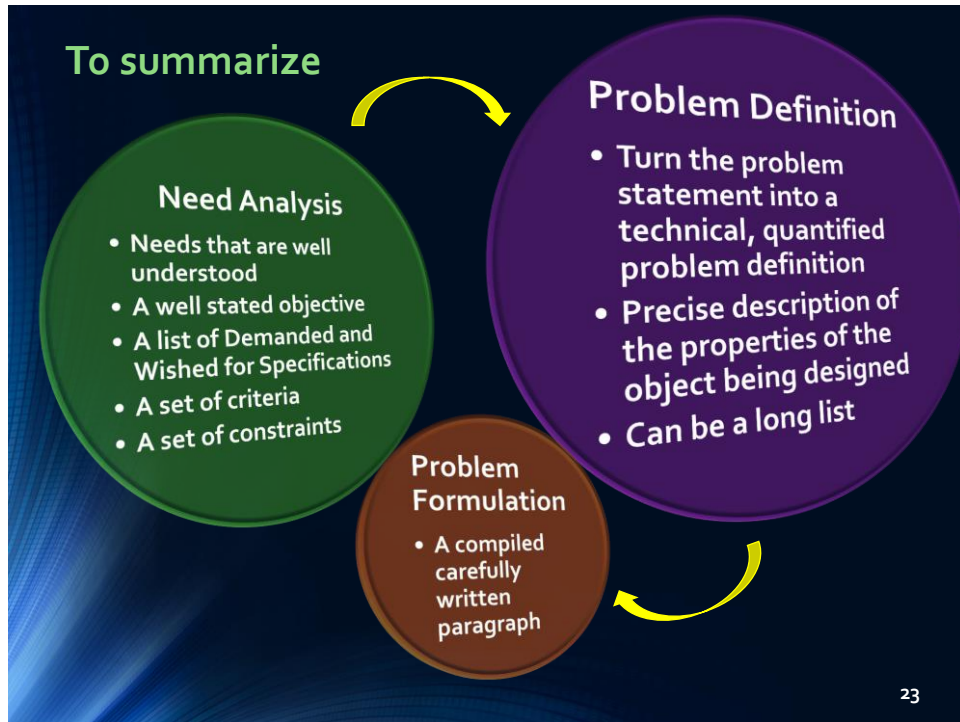 To summarize
Need Analysis
• Needs that are well
understood
• A well stated objective
• A list of Demanded and
Wished for Specifications
• A set of criteria
• A set of constraints
Problem Definition
• Turn the problem
statement into a
technical, quantified
problem definition
• Precise description of
the properties of the
object being designed
• Can be a long list
Problem
Formulation
• A compiled
carefully
written
paragraph
23